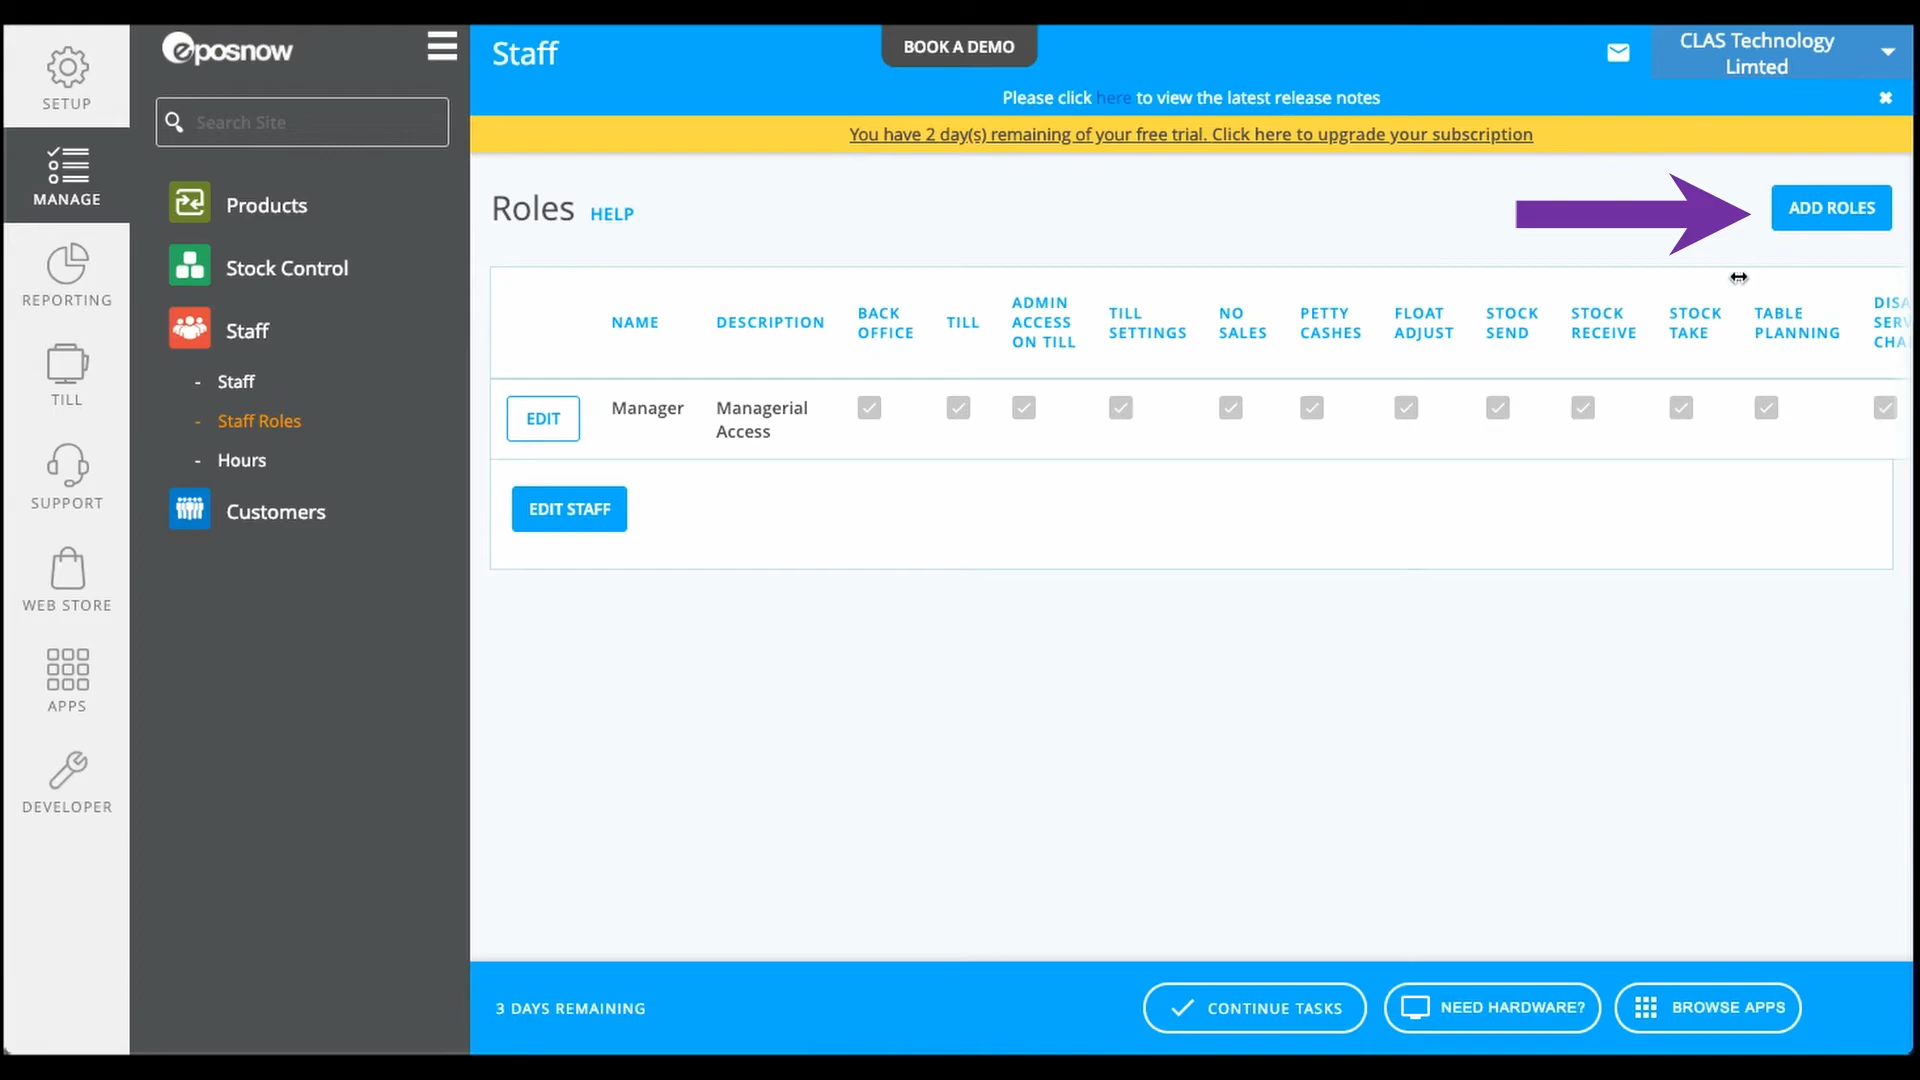 SETUP
MANAGE
REPORTING
TILL
SUPPORT
WEB STORE
APPS
DEVELOPER
eposnow
Search Site
Products
Stock Control
Staff
- Staff
- Staff Roles
- Hours
Customers
Staff
BOOK A DEMO
CLAS Technology
Limted
Please click here to view the latest release notes
You have 2 day(s) remaining of your free trial. Click here to upgrade your subscription
Roles HELP
ADD ROLES
NAME
DESCRIPTION
BACK
OFFICE
TILL
ADMIN
ACCESS
ON TILL
TILL
SETTINGS
NO
SALES
PETTY
CASHES
FLOAT
ADJUST
STOCK
SEND
STOCK
RECEIVE
STOCK
TAKE
TABLE
PLANNING
DISA
SERV
CHA
EDIT
Manager
Managerial
Access
EDIT STAFF
3 DAYS REMAINING
CONTINUE TASKS
NEED HARDWARE?
BROWSE APPS